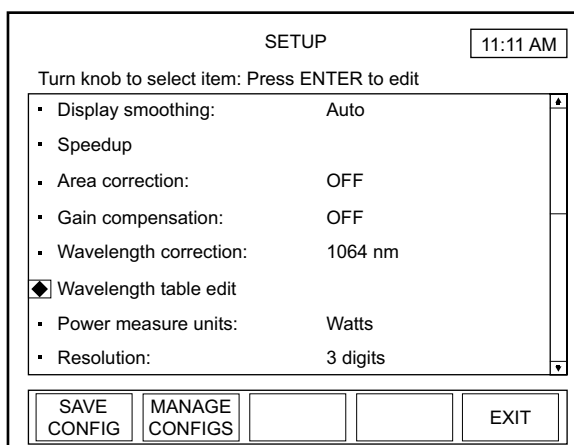 SETUP
11:11 AM
Turn knob to select item: Press ENTER to edit
Display smoothing: Auto
Speedup
Area correction: OFF
Gain compensation: OFF
Wavelength correction: 1064 nm
Wavelength table edit
Power measure units: Watts
Resolution: 3 digits
SAVE CONFIG
MANAGE CONFIGS
EXIT